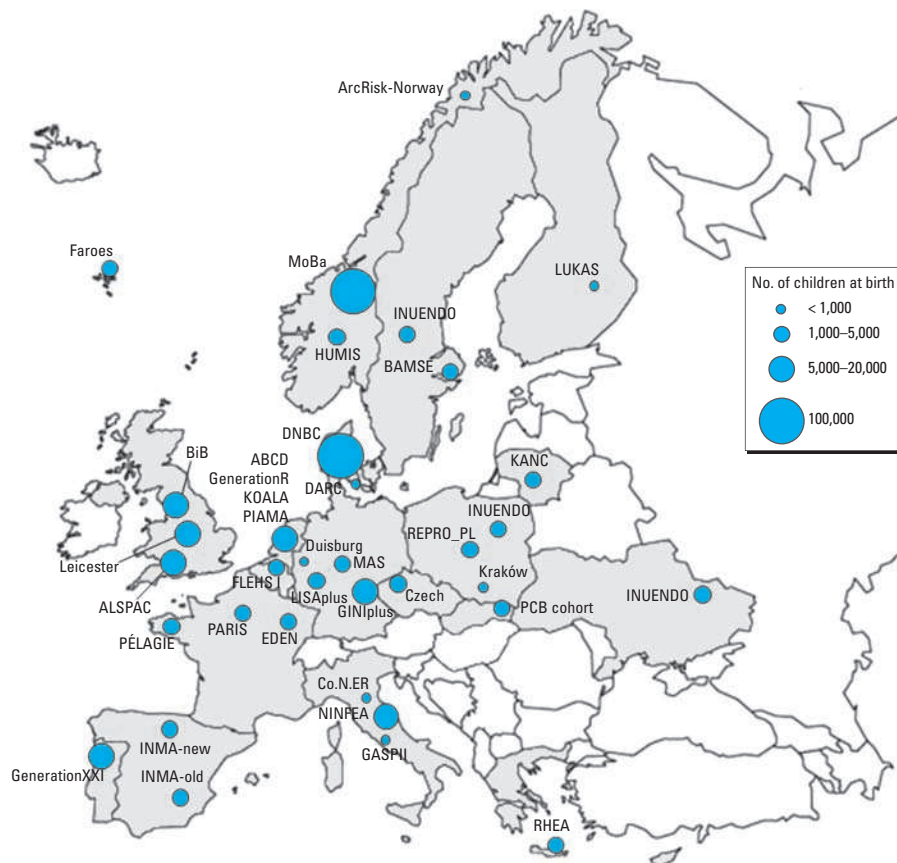 ArcRisk-Norway
Faroes
MoBa
LUKAS
INUENDO
HUMIS
BAMSE
No. of children at birth
< 1,000
1,000–5,000
5,000–20,000
100,000
DNBC
BiB
ABCD
GenerationR
KOALA
PIAMA
DARC
KANC
INUENDO
REPRO_PL
Duisburg
MAS
Leicester
FLEHS I
LISAplus
GINIplus
Czech
Kraków
PCB cohort
INUENDO
ALSPAC
PÉLAGIE
PARIS
EDEN
Co.N.ER
NINFEA
GASPII
INMA-new
GenerationXXI
INMA-old
RHEA